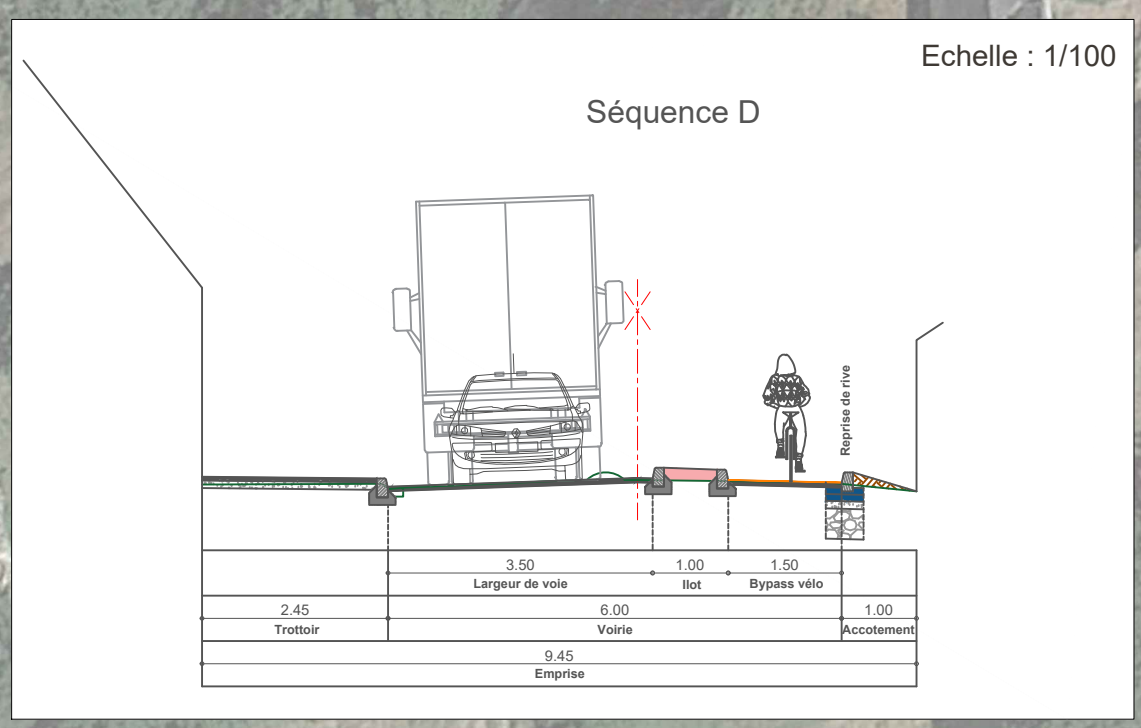 Echelle : 1/100
Séquence D
Reprise de rive
3.50 1.00 1.50
Largeur de voie Ilot Bypass vélo
2.45 6.00 1.00
Trottoir Voirie Accotement
9.45
Emprise